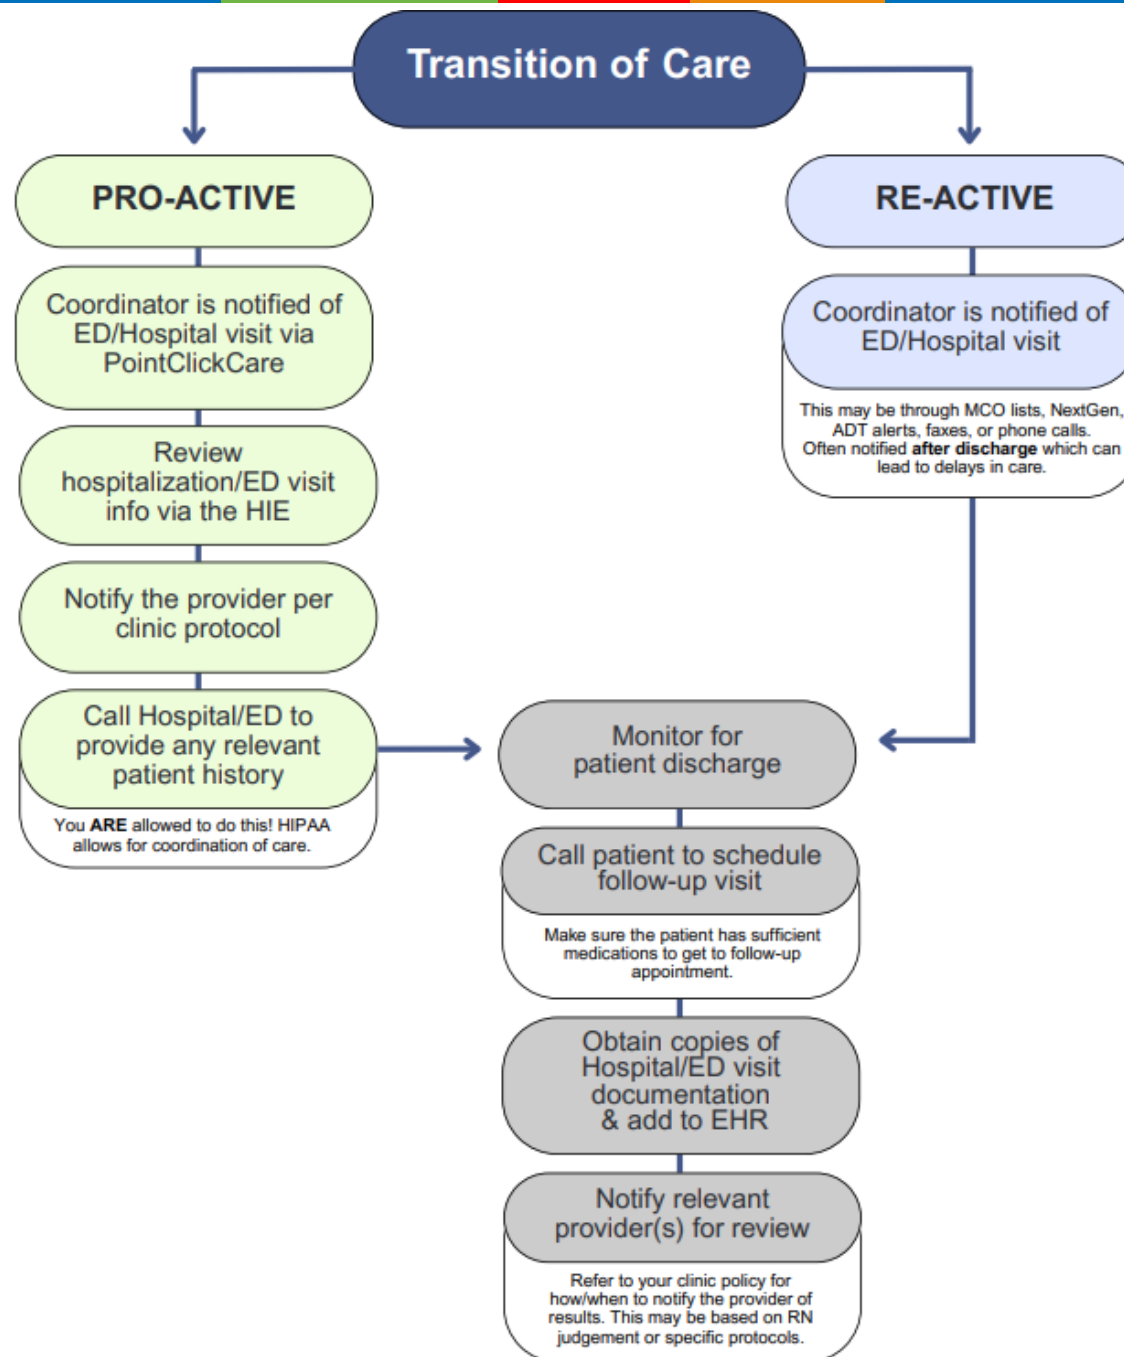 Transition of Care
PRO-ACTIVE
Coordinator is notified of
ED/Hospital visit via
PointClickCare
Review
hospitalization/ED visit
info via the HIE
Notify the provider per
clinic protocol
Call Hospital/ED to
provide any relevant
patient history
You ARE allowed to do this! HIPAA
allows for coordination of care.
RE-ACTIVE
Coordinator is notified of
ED/Hospital visit
This may be through MCO lists, NextGen,
ADT alerts, faxes, or phone calls.
Often notified after discharge which can
lead to delays in care.
Monitor for
patient discharge
Call patient to schedule
follow-up visit
Make sure the patient has sufficient
medications to get to follow-up
appointment.
Obtain copies of
Hospital/ED visit
documentation
& add to EHR
Notify relevant
provider(s) for review
Refer to your clinic policy for
how/when to notify the provider of
results. This may be based on RN
judgement or specific protocols.